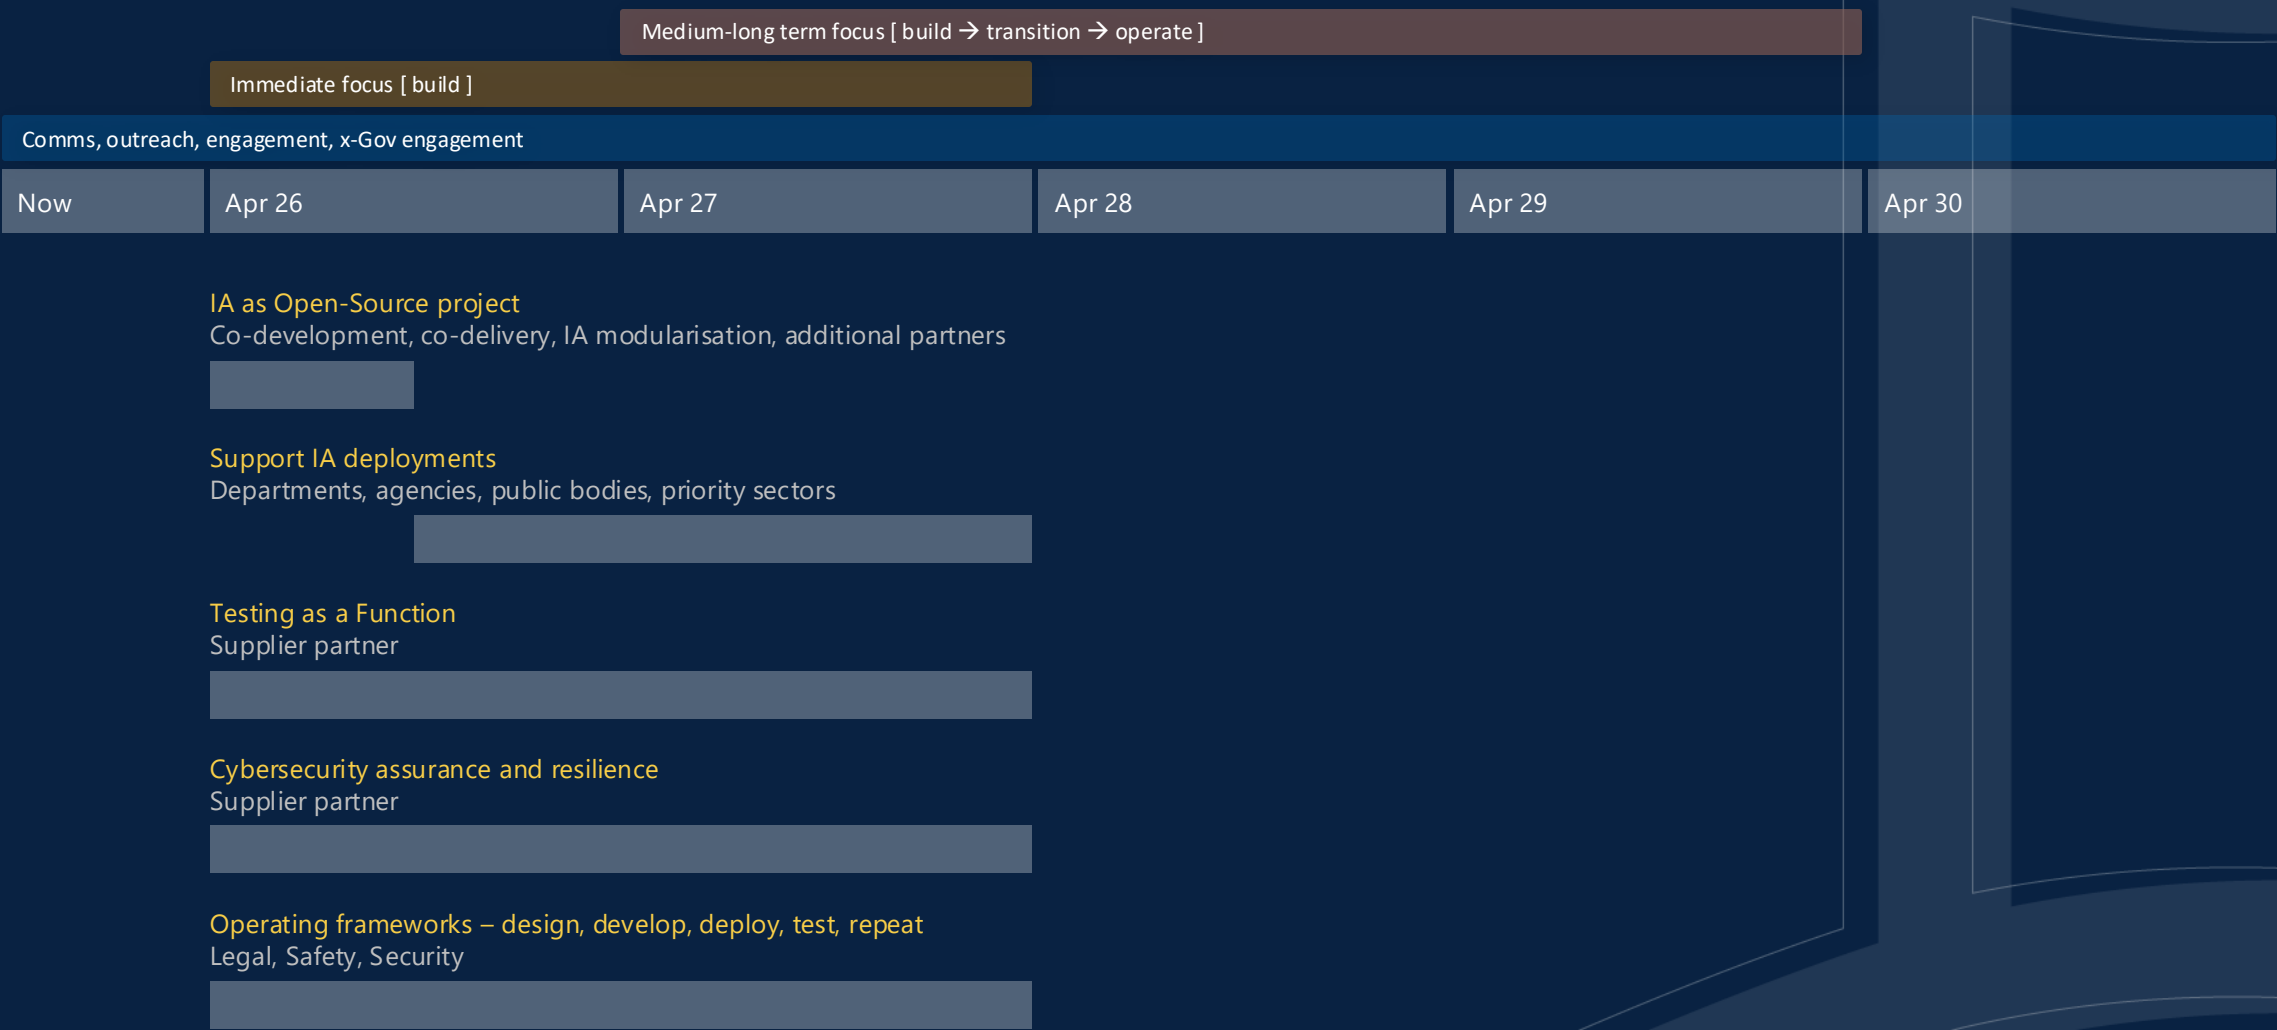 Medium-long term focus [ build → transition → operate ]
Immediate focus [ build ]
Comms, outreach, engagement, x-Gov engagement
Now
Apr 26
Apr 27
Apr 28
Apr 29
Apr 30
IA as Open-Source project
Co-development, co-delivery, IA modularisation, additional partners
Support IA deployments
Departments, agencies, public bodies, priority sectors
Testing as a Function
Supplier partner
Cybersecurity assurance and resilience
Supplier partner
Operating frameworks – design, develop, deploy, test, repeat
Legal, Safety, Security